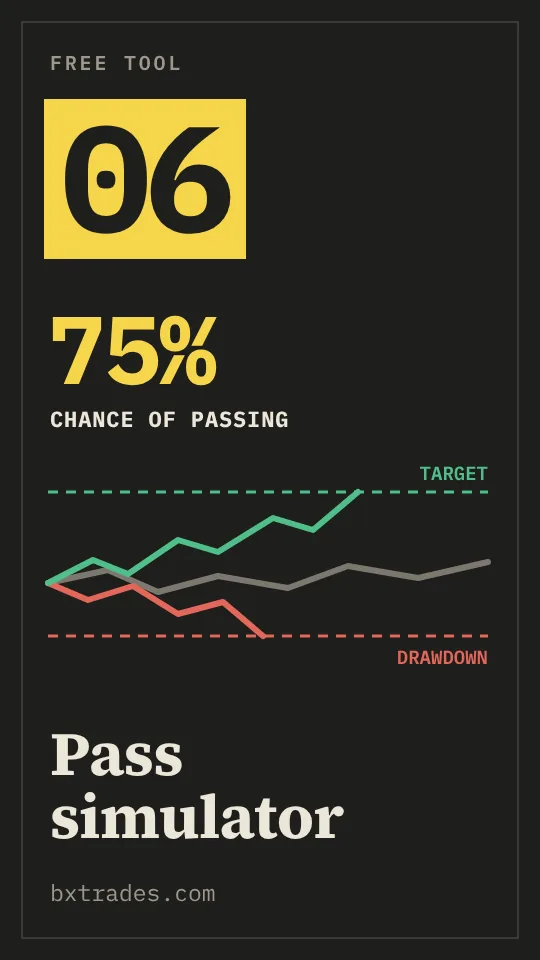 FREE TOOL
06
75%
CHANCE OF PASSING
TARGET
DRAWDOWN
Pass
simulator
bxtrades.com